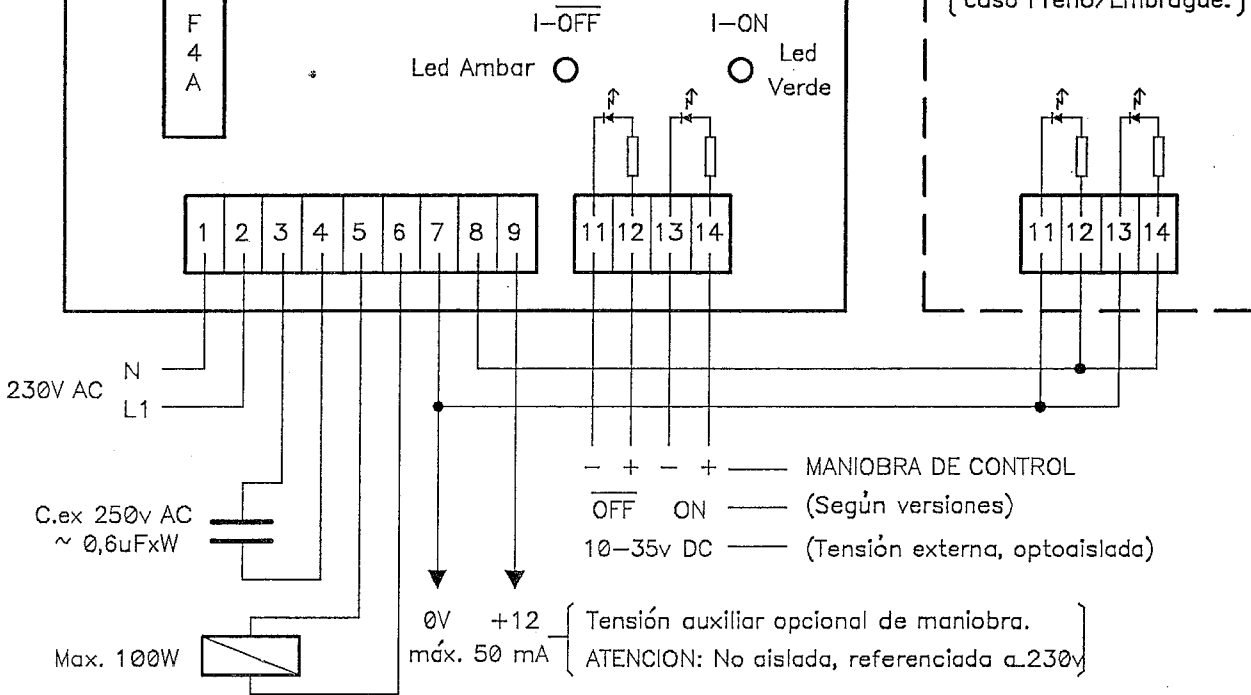 (Caso Freno/Embrague.)
F
4
A
I-OFF
I-ON
Led Ambar
Led
Verde
1 2 3 4 5 6 7 8 9
11 12 13 14
11 12 13 14
230V AC
N
L1
C.ex 250v AC
~ 0,6uFxW
Max. 100W
− + − + MANIOBRA DE CONTROL
OFF ON (Según versiones)
10−35v DC (Tensión externa, optoaislada)
0V +12
máx. 50 mA
Tensión auxiliar opcional de maniobra.
ATENCION: No aislada, referenciada a 230v